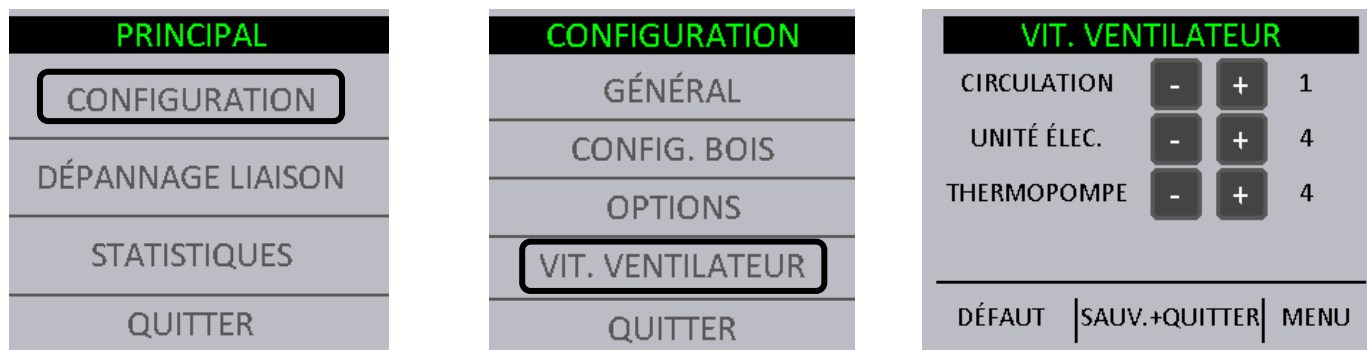 PRINCIPAL
CONFIGURATION
DÉPANNAGE LIAISON
STATISTIQUES
QUITTER
CONFIGURATION
GÉNÉRAL
CONFIG. BOIS
OPTIONS
VIT. VENTILATEUR
QUITTER
VIT. VENTILATEUR
CIRCULATION - + 1
UNITÉ ÉLEC. - + 4
THERMOPOMPE - + 4
DÉFAUT SAUV.+QUITTER MENU